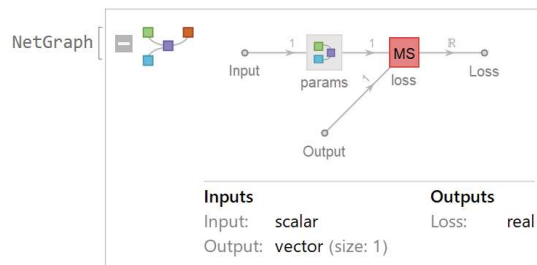 NetGraph
1
1
MS
ℝ
Input
params
loss
Loss
1
Output
Inputs
Outputs
Input: scalar
Loss: real
Output: vector (size: 1)